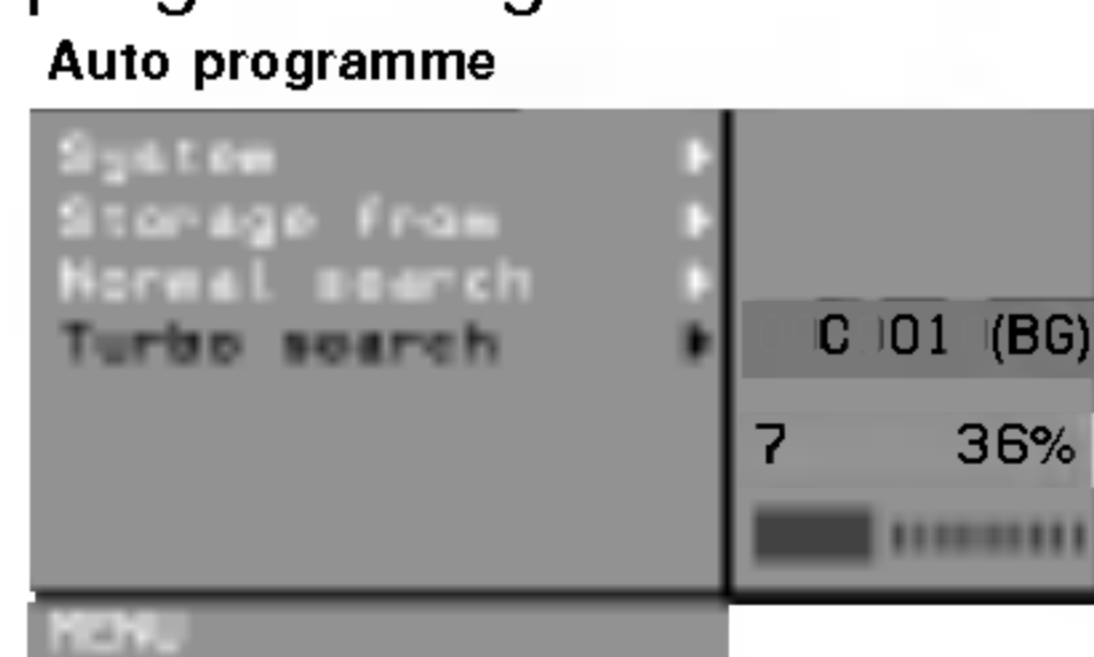 Auto programme
System
Storage from
Normal search
Turbo search
C 01 (BG)
7 36%
MENU